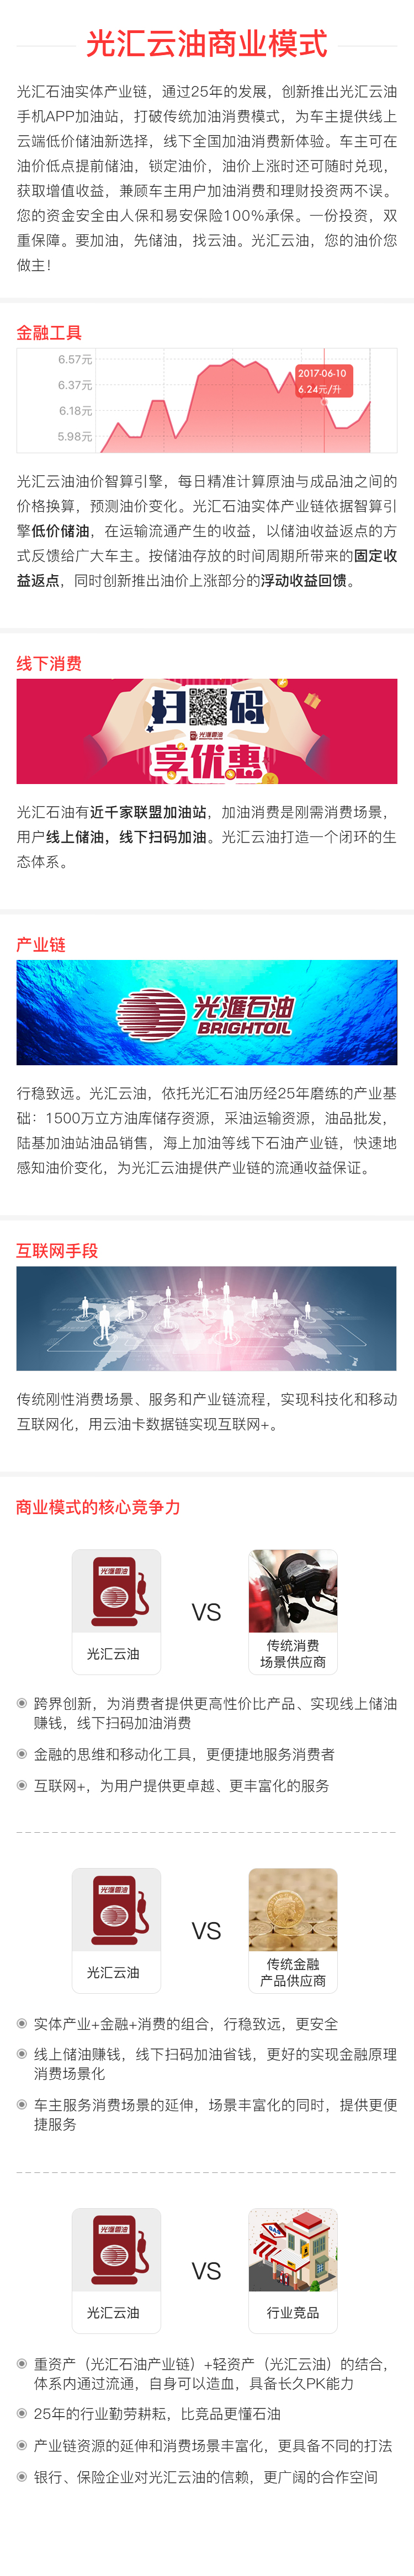 光汇云油商业模式
光汇石油实体产业链，通过25年的发展，创新推出光汇云油
手机APP加油站，打破传统加油消费模式，为车主提供线上
云端低价储油新选择，线下全国加油消费新体验。车主可在
油价低点提前储油，锁定油价，油价上涨时还可随时兑现，
获取增值收益，兼顾车主用户加油消费和理财投资两不误。
您的资金安全由人保和易安保险100%承保。一份投资，双
重保障。要加油，先储油，找云油。光汇云油，您的油价您
做主！
金融工具
6.57元
2017-06-10
6.37元
6.24元/升
6.18元
5.98元
光汇云油油价智算引擎，每日精准计算原油与成品油之间的
价格换算，预测油价变化。光汇石油实体产业链依据智算引
擎低价储油，在运输流通产生的收益，以储油收益返点的方
式反馈给广大车主。按储油存放的时间周期所带来的固定收
益返点，同时创新推出油价上涨部分的浮动收益回馈。
线下消费
扫码
光滙雲油
享优惠
光汇石油有近千家联盟加油站，加油消费是刚需消费场景，
用户线上储油，线下扫码加油。光汇云油打造一个闭环的生
态体系。
产业链
光滙石油
BRIGHTOIL
行稳致远。光汇云油，依托光汇石油历经25年磨练的产业基
础：1500万立方油库储存资源，采油运输资源，油品批发，
陆基加油站油品销售，海上加油等线下石油产业链，快速地
感知油价变化，为光汇云油提供产业链的流通收益保证。
互联网手段
传统刚性消费场景、服务和产业链流程，实现科技化和移动
互联网化，用云油卡数据链实现互联网+。
商业模式的核心竞争力
光滙雲油
光汇云油
VS
传统消费
场景供应商
跨界创新，为消费者提供更高性价比产品、实现线上储油
赚钱，线下扫码加油消费
金融的思维和移动化工具，更便捷地服务消费者
互联网+，为用户提供更卓越、更丰富化的服务
光滙雲油
光汇云油
VS
传统金融
产品供应商
实体产业+金融+消费的组合，行稳致远，更安全
线上储油赚钱，线下扫码加油省钱，更好的实现金融原理
消费场景化
车主服务消费场景的延伸，场景丰富化的同时，提供更便
捷服务
光滙雲油
光汇云油
VS
GAS
行业竞品
重资产（光汇石油产业链）+轻资产（光汇云油）的结合，
体系内通过流通，自身可以造血，具备长久PK能力
25年的行业勤劳耕耘，比竞品更懂石油
产业链资源的延伸和消费场景丰富化，更具备不同的打法
银行、保险企业对光汇云油的信赖，更广阔的合作空间